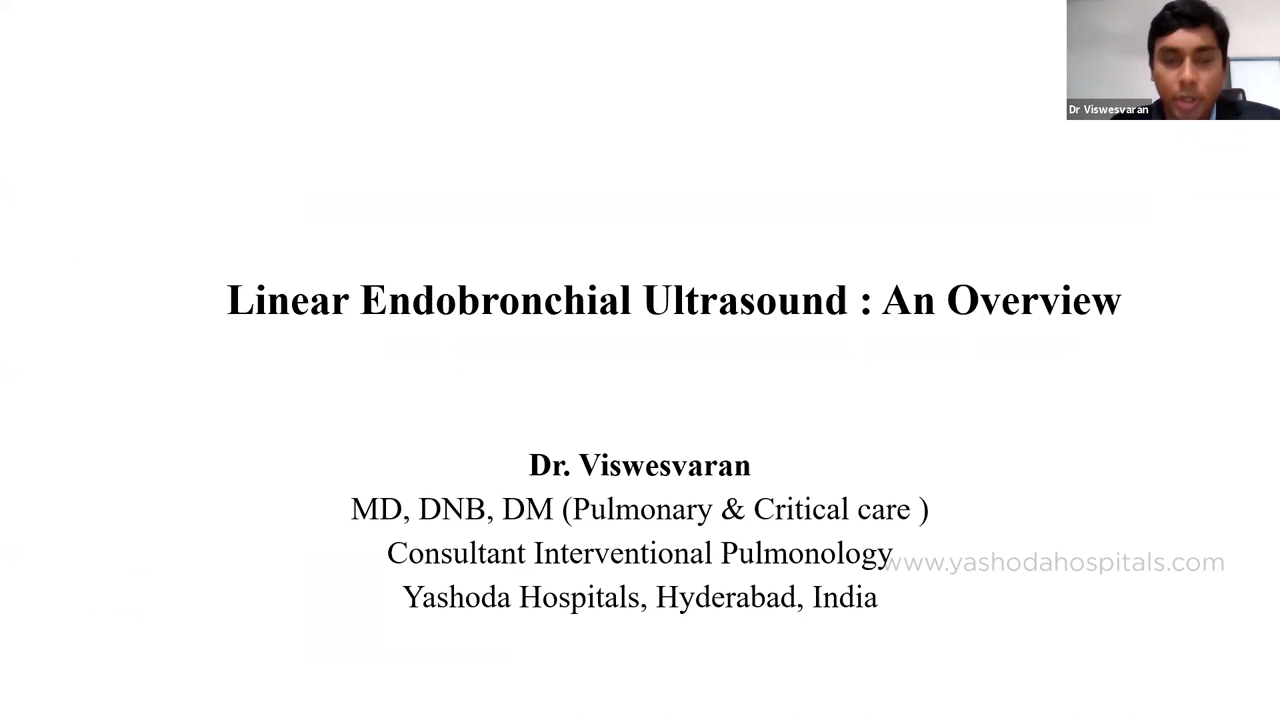 Dr Viswesvaran
Linear Endobronchial Ultrasound : An Overview
Dr. Viswesvaran
MD, DNB, DM (Pulmonary & Critical care )
Consultant Interventional Pulmonology
www.yashodahospitals.com
Yashoda Hospitals, Hyderabad, India